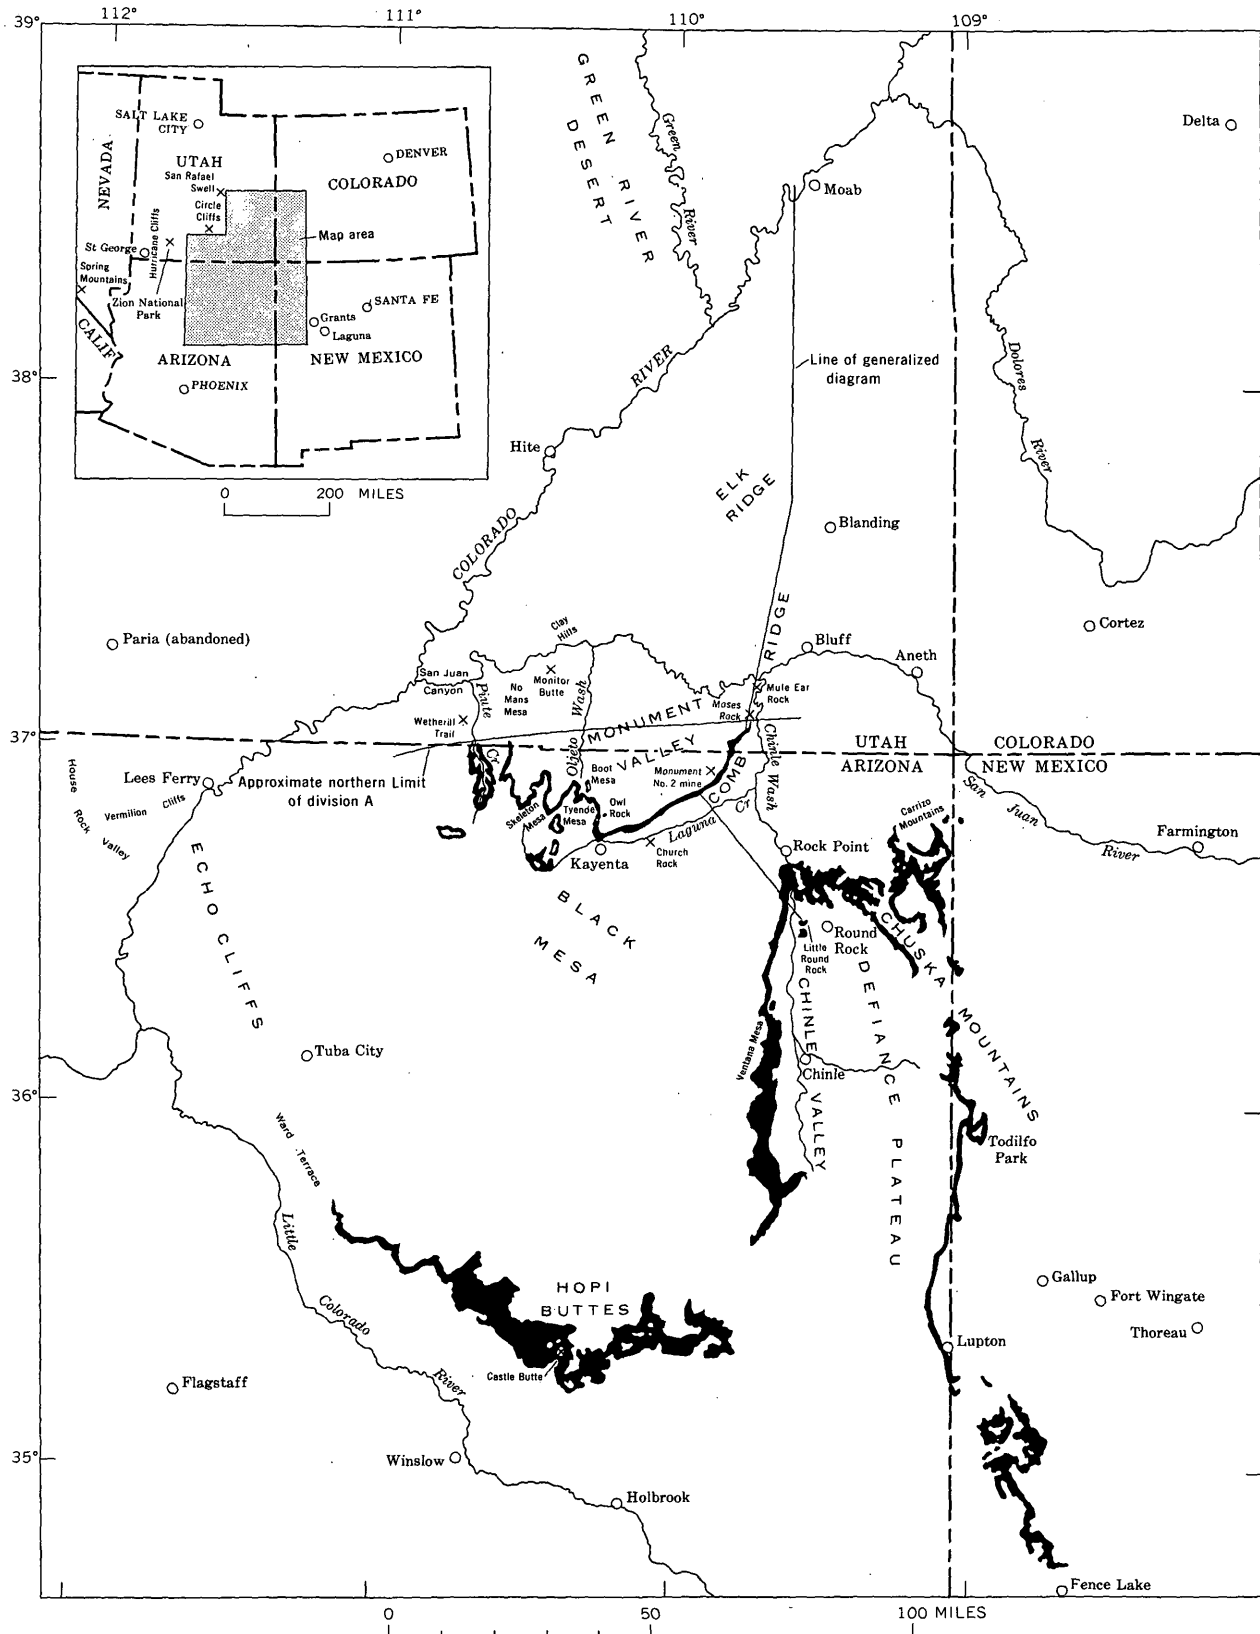 112°
111°
110°
109°
39°
38°
37°
36°
35°
SALT LAKE
CITY
NEVADA
UTAH
DENVER
COLORADO
San Rafael
Swell
Circle
Cliffs
Hurricane Cliffs
Map area
St George
Spring
Mountains
Zion National
Park
SANTA FE
Grants
Laguna
CALIF
ARIZONA
NEW MEXICO
PHOENIX
0
200 MILES
GREEN RIVER
DESERT
Green
River
Delta
Moab
Line of generalized
diagram
RIVER
Dolores
River
Hite
ELK
RIDGE
COLORADO
Blanding
Paria (abandoned)
Clay
Hills
RIDGE
Bluff
Cortez
Aneth
San Juan
Canyon
Piute
No
Mans
Mesa
Monitor
Butte
Wash
Mule Ear
Rock
Moses
Rock
Wetherill
Trail
MONUMENT
VALLEY
UTAH
COLORADO
ARIZONA
NEW MEXICO
Cr
Oljeto
Boot
Mesa
Monument
No. 2 mine
COMB
Chinle Wash
Lees Ferry
Approximate northern Limit
of division A
House
Rock
Valley
Vermilion
Cliffs
Skeleton
Mesa
Tyende
Mesa
Owl
Rock
Laguna
Cr
Carrizo
Mountains
San
Juan
River
Farmington
Kayenta
Church
Rock
Rock Point
ECHO CLIFFS
BLACK
MESA
Round
Rock
Little
Round
Rock
CHUSKA
MOUNTAINS
DEFIANCE
PLATEAU
CHINLE
VALLEY
Ventana Mesa
Tuba City
Chinle
Ward Terrace
Todilfo
Park
Little
Colorado
River
HOPI
BUTTES
Gallup
Fort Wingate
Thoreau
Lupton
Castle Butte
Flagstaff
Winslow
Holbrook
Fence Lake
0
50
100 MILES